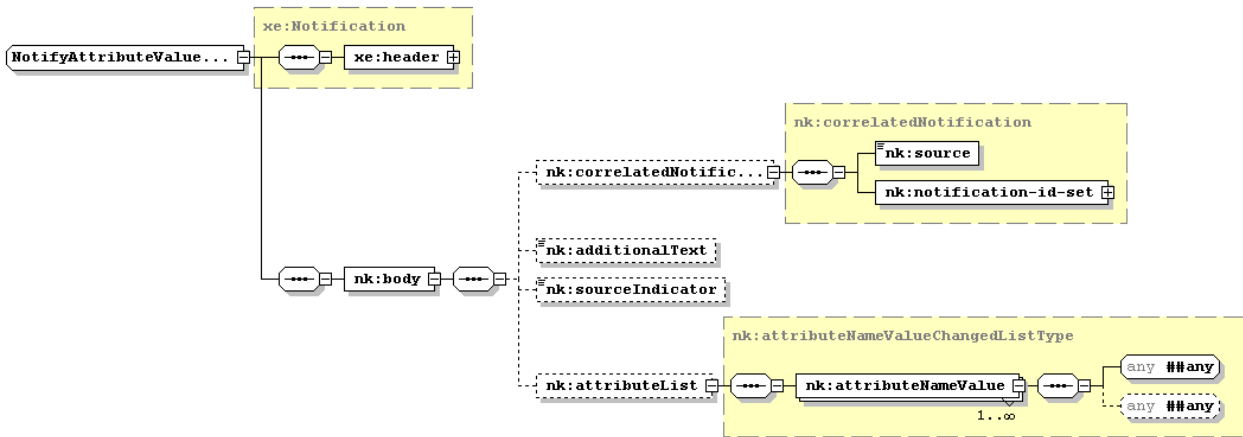 xe:Notification
NotifyAttributeValue...
xe:header
nk:correlatedNotification
nk:source
nk:correlatedNotific...
nk:notification-id-set
nk:additionalText
nk:body
nk:sourceIndicator
nk:attributeNameValueChangedListType
any ##any
nk:attributeList
nk:attributeNameValue
any ##any
1..∞